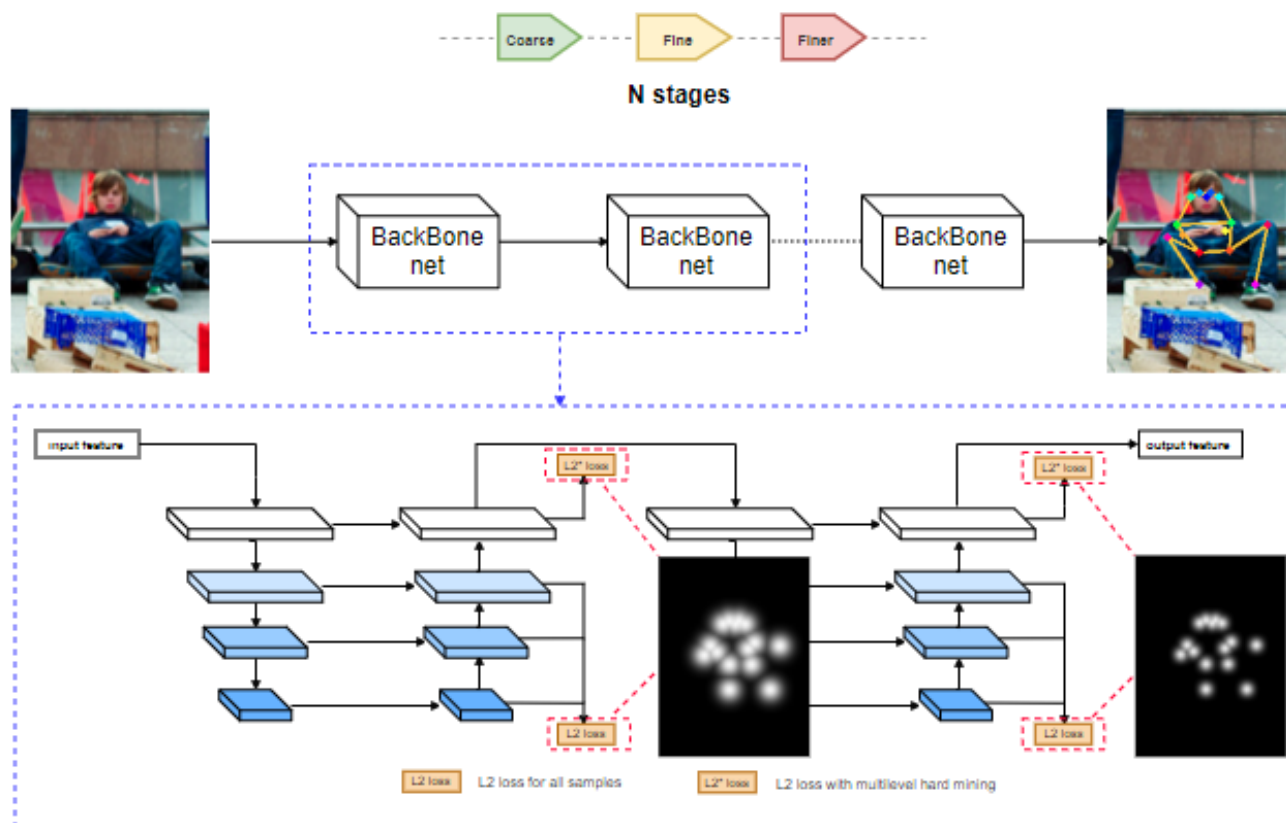 Coarse
Fine
Finer
N stages
BackBone
net
BackBone
net
BackBone
net
input feature
output feature
L2* loss
L2* loss
L2 loss
L2 loss
L2 loss
L2 loss for all samples
L2* loss
L2 loss with multilevel hard mining